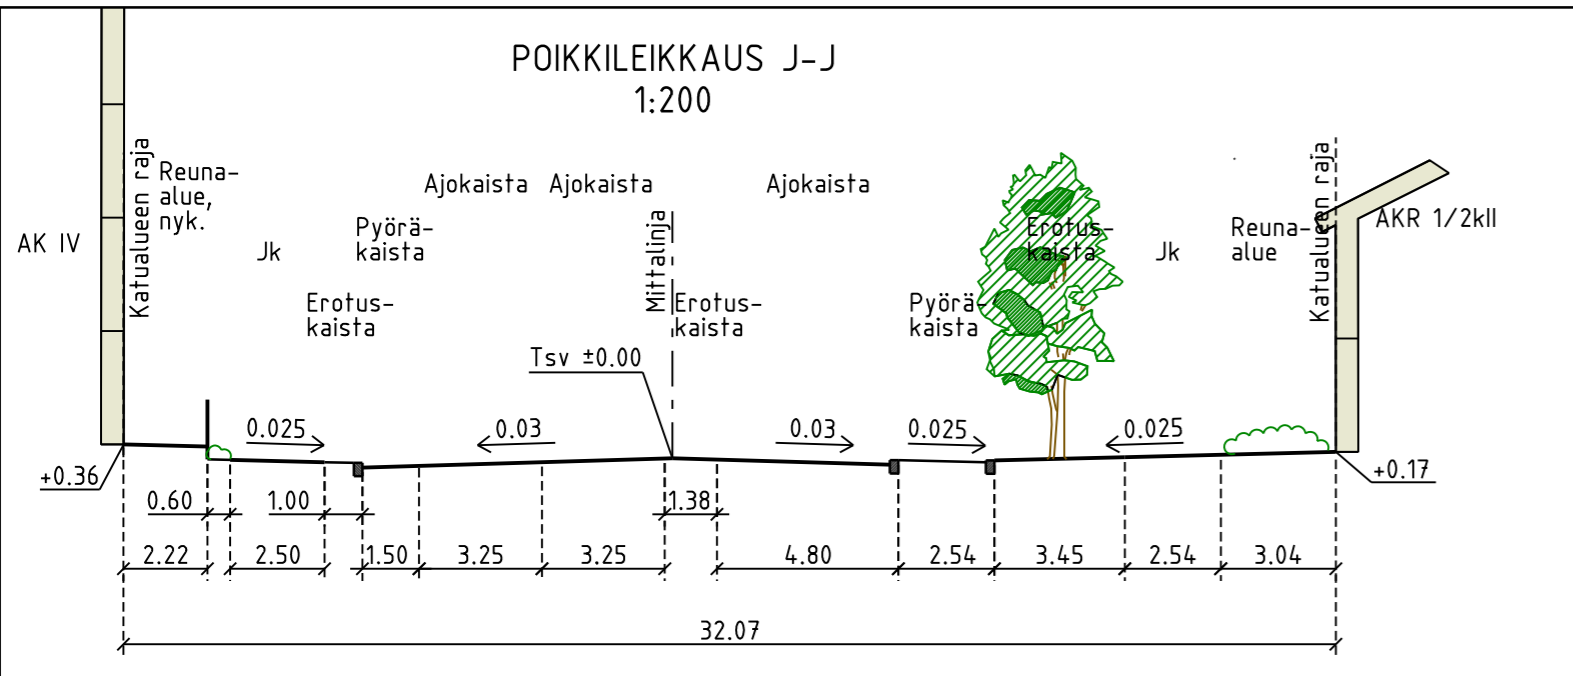 POIKKILEIKKAUS J-J
1:200
Katualueen raja
Reuna-
alue,
nyk.
Ajokaista
Ajokaista
Ajokaista
Katualueen raja
AK IV
Jk
Pyörä-
kaista
Mittalinja
Erotus-
kaista
Jk
Reuna-
alue
AKR 1/2kII
Erotus-
kaista
Erotus-
kaista
Pyörä-
kaista
Tsv ±0.00
0.025
0.03
0.03
0.025
0.025
+0.36
+0.17
0.60
1.00
1.38
2.22
2.50
1.50
3.25
3.25
4.80
2.54
3.45
2.54
3.04
32.07